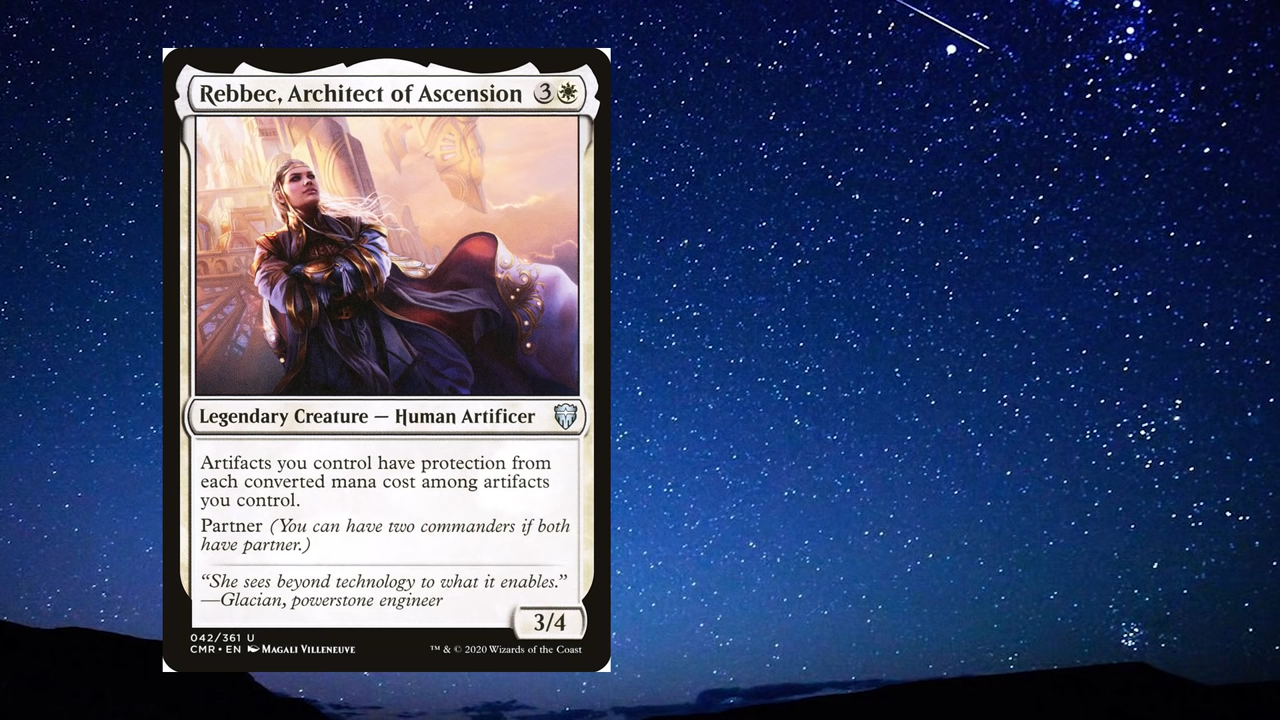 Rebbec, Architect of Ascension 3
Legendary Creature — Human Artificer
Artifacts you control have protection from
each converted mana cost among artifacts
you control.
Partner (You can have two commanders if both
have partner.)
“She sees beyond technology to what it enables.”
—Glacian, powerstone engineer
3/4
042/361 U
CMR • EN Magali Villeneuve
™ & © 2020 Wizards of the Coast